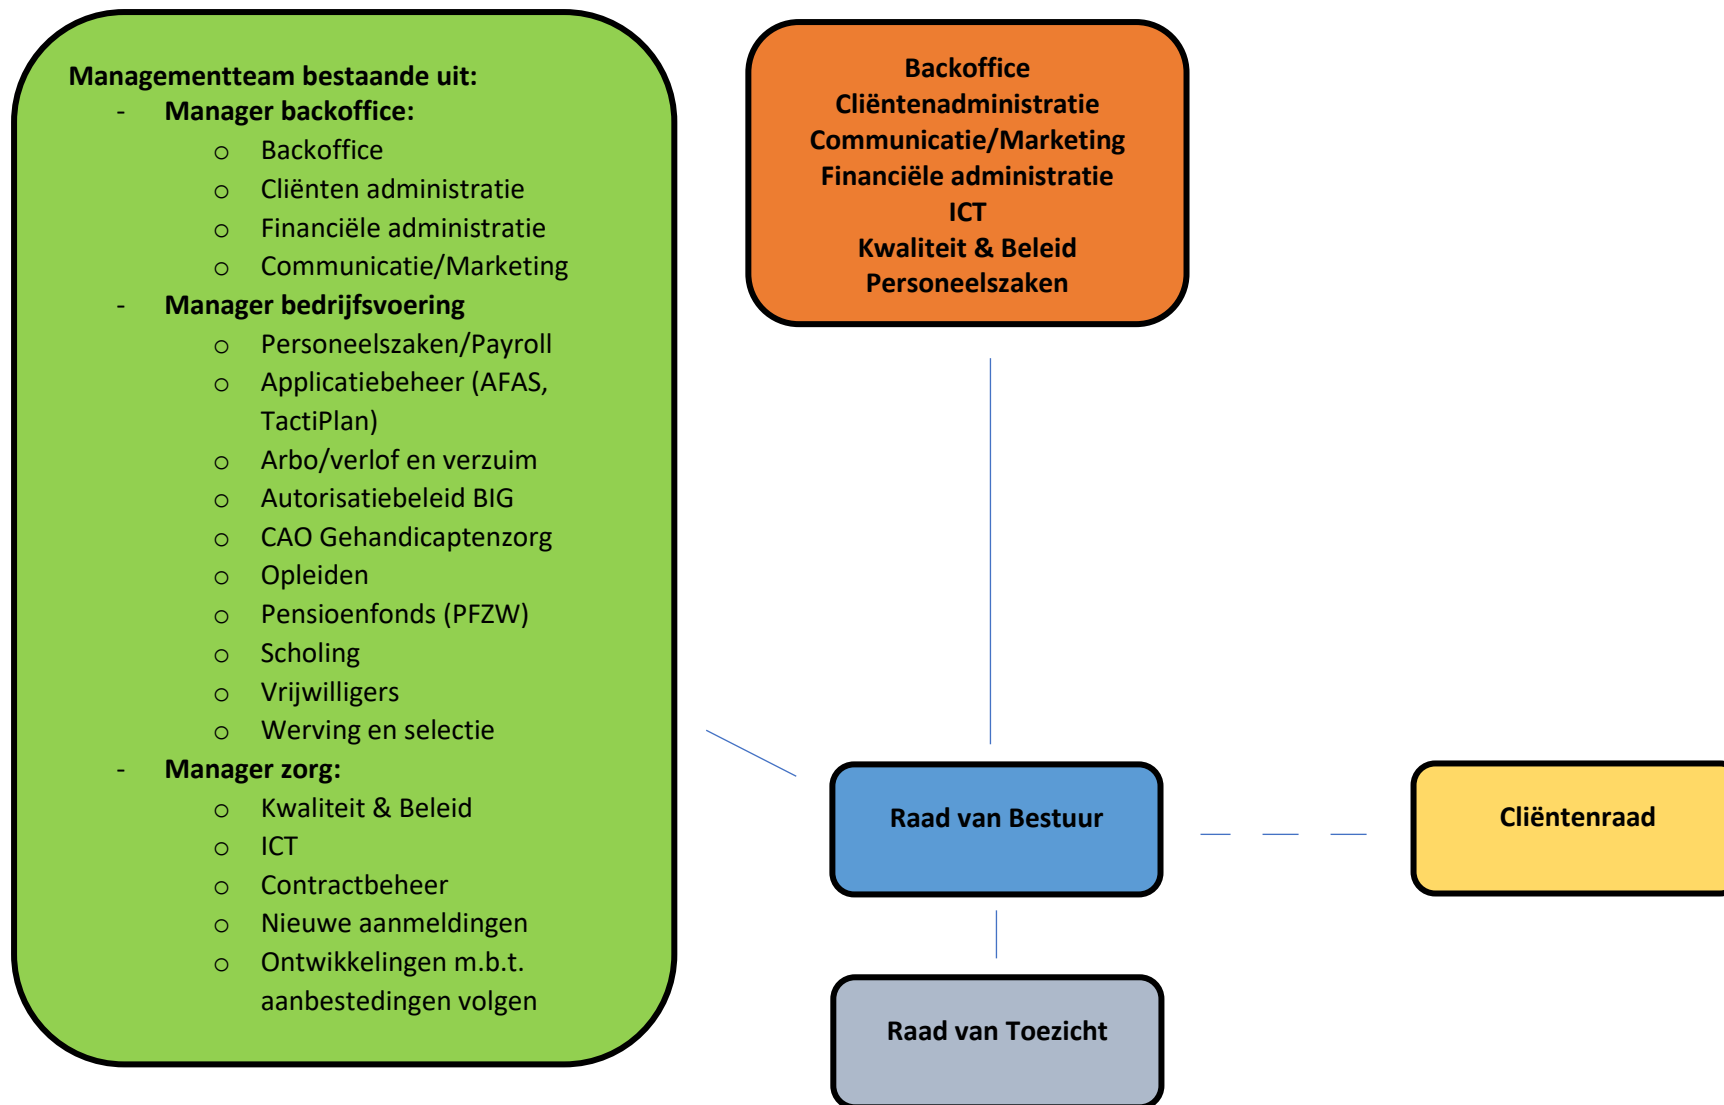 Managementteam bestaande uit:
- Manager backoffice:
o Backoffice
o Cliënten administratie
o Financiële administratie
o Communicatie/Marketing
- Manager bedrijfsvoering
o Personeelszaken/Payroll
o Applicatiebeheer (AFAS,
TactiPlan)
o Arbo/verlof en verzuim
o Autorisatiebeleid BIG
o CAO Gehandicaptenzorg
o Opleiden
o Pensioenfonds (PFZW)
o Scholing
o Vrijwilligers
o Werving en selectie
- Manager zorg:
o Kwaliteit & Beleid
o ICT
o Contractbeheer
o Nieuwe aanmeldingen
o Ontwikkelingen m.b.t.
aanbestedingen volgen
Backoffice
Cliëntenadministratie
Communicatie/Marketing
Financiële administratie
ICT
Kwaliteit & Beleid
Personeelszaken
Raad van Bestuur
Cliëntenraad
Raad van Toezicht